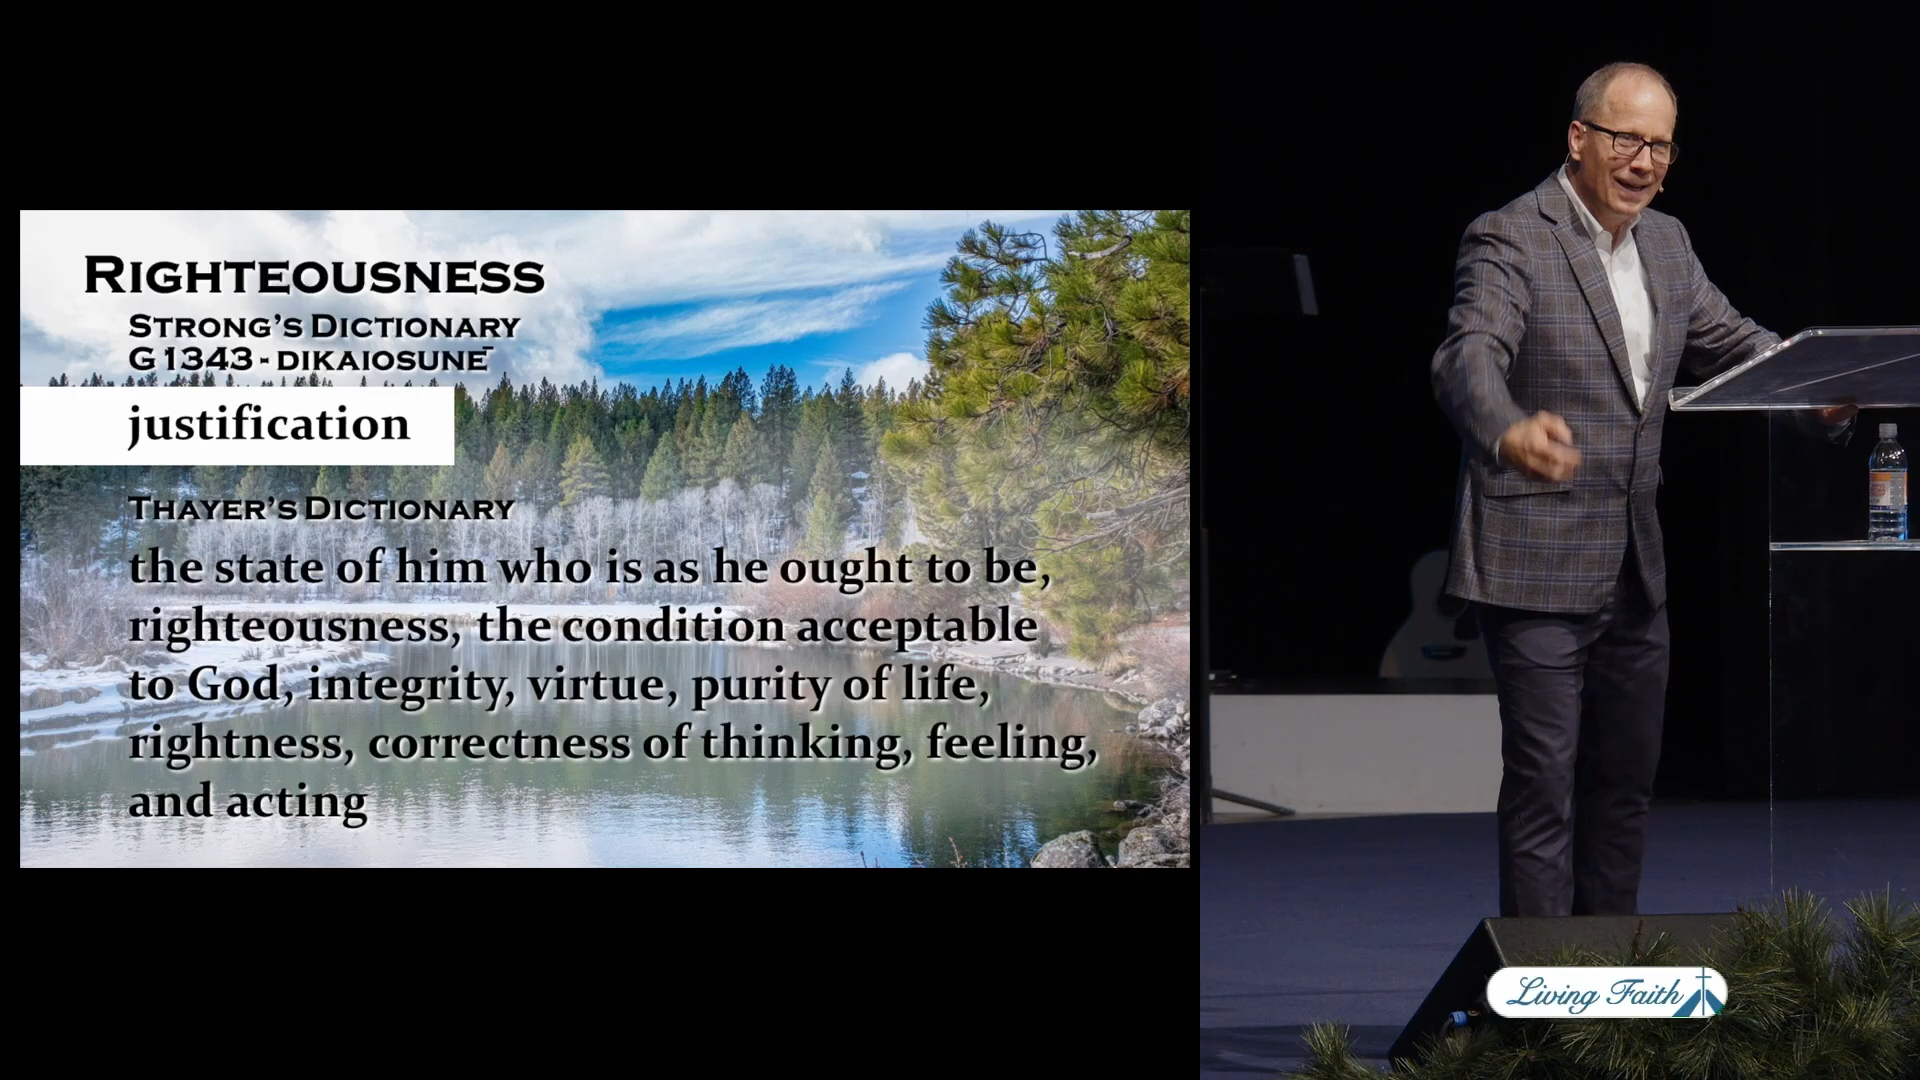 RIGHTEOUSNESS
STRONG'S DICTIONARY
G1343 - DIKAIOSUNE¯
justification
THAYER'S DICTIONARY
the state of him who is as he ought to be,
righteousness, the condition acceptable
to God, integrity, virtue, purity of life,
rightness, correctness of thinking, feeling,
and acting
Living Faith